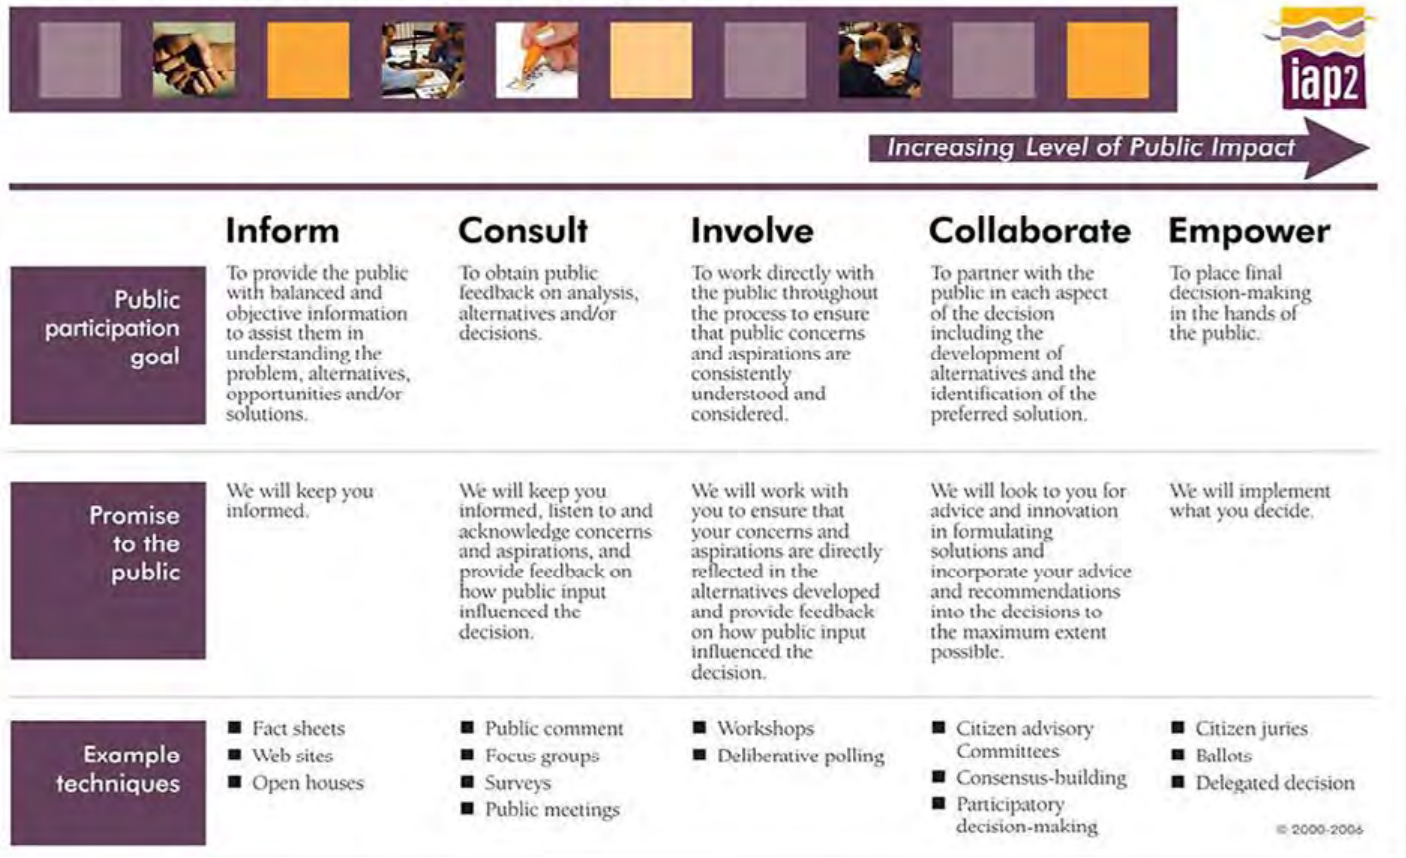 iap2
Increasing Level of Public Impact
Inform
Consult
Involve
Collaborate
Empower
Public
participation
goal
To provide the public
with balanced and
objective information
to assist them in
understanding the
problem, alternatives,
opportunities and/or
solutions.
To obtain public
feedback on analysis,
alternatives and/or
decisions.
To work directly with
the public throughout
the process to ensure
that public concerns
and aspirations are
consistently
understood and
considered.
To partner with the
public in each aspect
of the decision
including the
development of
alternatives and the
identification of the
preferred solution.
To place final
decision-making
in the hands of
the public.
Promise
to the
public
We will keep you
informed.
We will keep you
informed, listen to and
acknowledge concerns
and aspirations, and
provide feedback on
how public input
influenced the
decision.
We will work with
you to ensure that
your concerns and
aspirations are directly
reflected in the
alternatives developed
and provide feedback
on how public input
influenced the
decision.
We will look to you for
advice and innovation
in formulating
solutions and
incorporate your advice
and recommendations
into the decisions to
the maximum extent
possible.
We will implement
what you decide.
Example
techniques
■ Fact sheets
■ Web sites
■ Open houses
■ Public comment
■ Focus groups
■ Surveys
■ Public meetings
■ Workshops
■ Deliberative polling
■ Citizen advisory
Committees
■ Consensus-building
■ Participatory
decision-making
■ Citizen juries
■ Ballots
■ Delegated decision
© 2000-2006